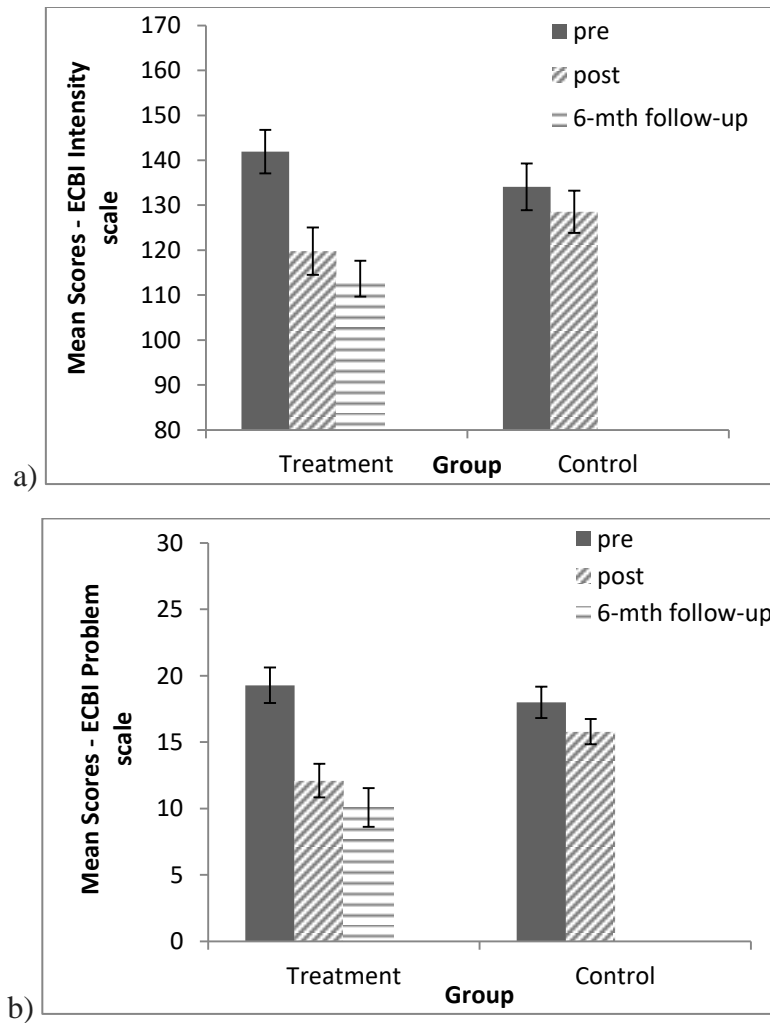 170
160
150
140
130
120
110
100
90
80
Mean Scores - ECBI Intensity
scale
pre
post
6-mth follow-up
Treatment Group Control
a)
30
25
20
15
10
5
0
Mean Scores - ECBI Problem
scale
pre
post
6-mth follow-up
Treatment Control
Group
b)